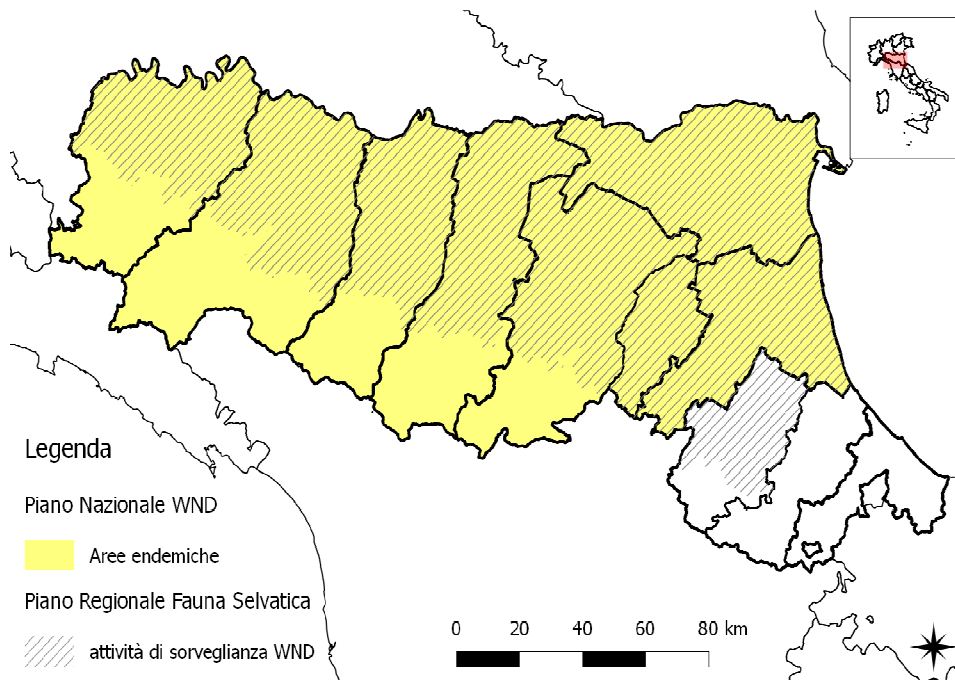 Legenda
Piano Nazionale WND
Aree endemiche
Piano Regionale Fauna Selvatica
attività di sorveglianza WND
0 20 40 60 80 km